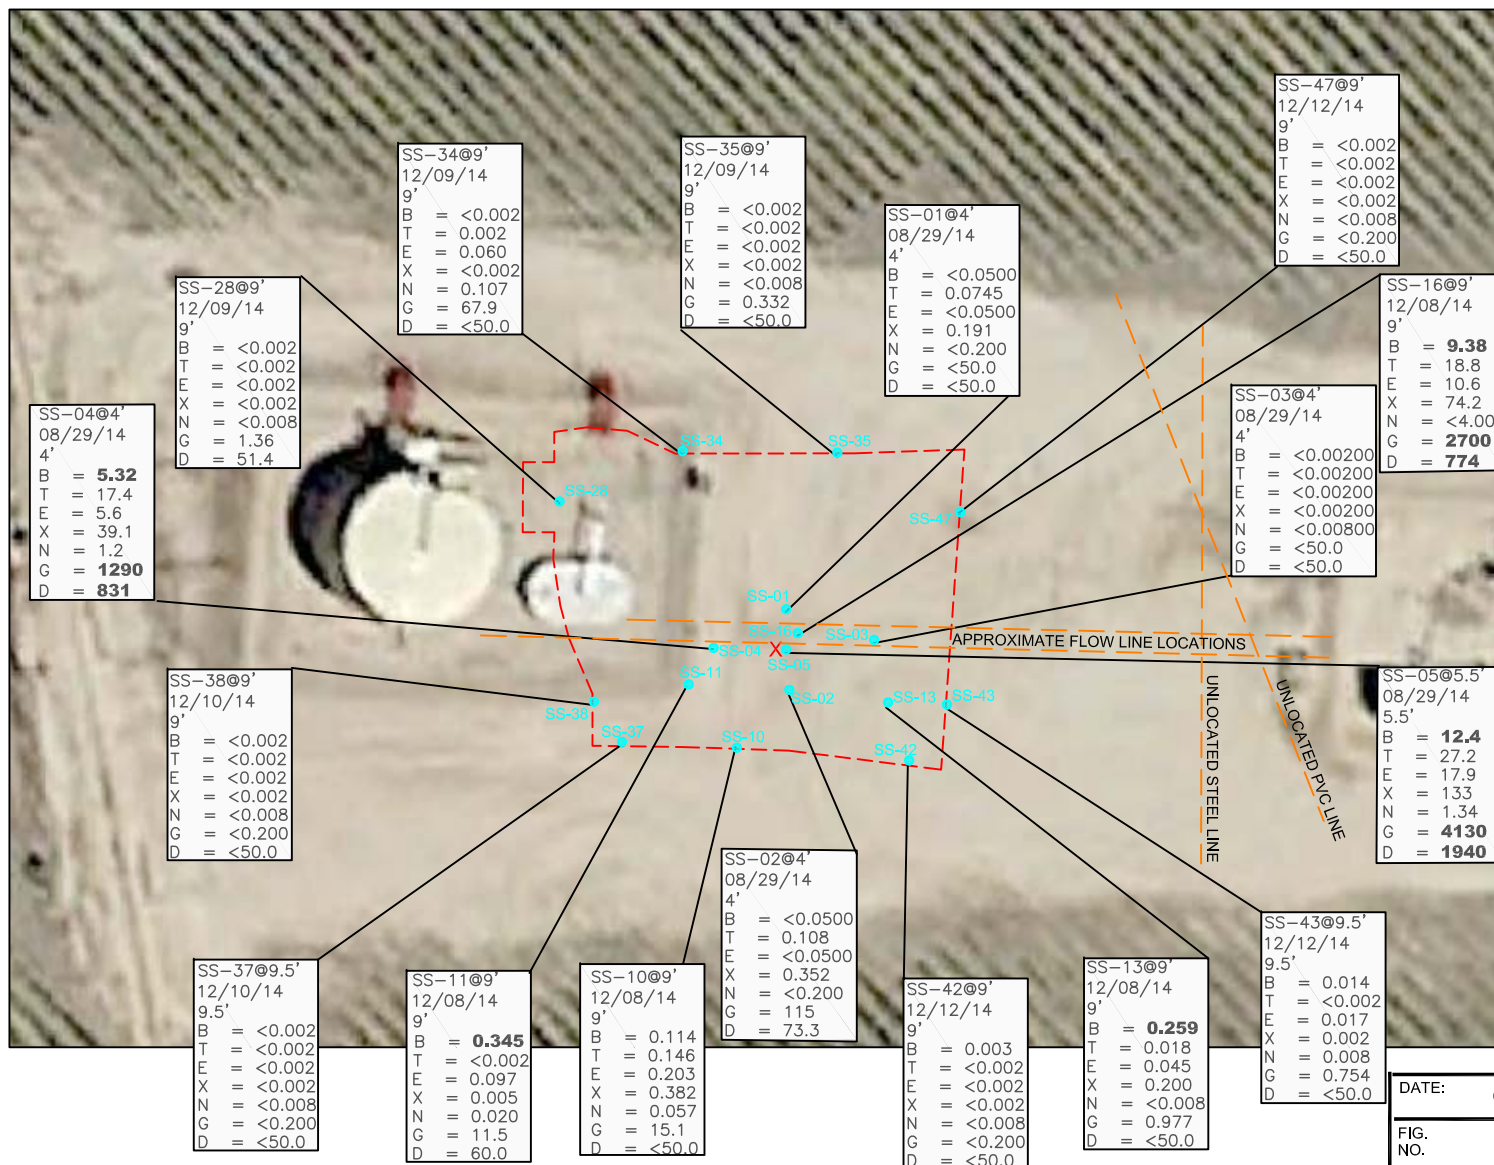 SS-47@9'
12/12/14
9'
B = <0.002
T = <0.002
E = <0.002
X = <0.002
N = <0.008
G = <0.200
D = <50.0
SS-35@9'
12/09/14
9'
B = <0.002
T = <0.002
E = <0.002
X = <0.002
N = <0.008
G = 0.332
D = <50.0
SS-34@9'
12/09/14
9'
B = <0.002
T = 0.002
E = 0.060
X = <0.002
N = 0.107
G = 67.9
D = <50.0
SS-01@4'
08/29/14
4'
B = <0.0500
T = 0.0745
E = <0.0500
X = 0.191
N = <0.200
G = <50.0
D = <50.0
SS-28@9'
12/09/14
9'
B = <0.002
T = <0.002
E = <0.002
X = <0.002
N = <0.008
G = 1.36
D = 51.4
SS-16@9'
12/08/14
9'
B = 9.38
T = 18.8
E = 10.6
X = 74.2
N = <4.00
G = 2700
D = 774
SS-03@4'
08/29/14
4'
B = <0.00200
T = <0.00200
E = <0.00200
X = <0.00200
N = <0.00800
G = <50.0
D = <50.0
SS-04@4'
08/29/14
4'
B = 5.32
T = 17.4
E = 5.6
X = 39.1
N = 1.2
G = 1290
D = 831
SS-34
SS-35
SS-28
SS-47
SS-01
SS-16
SS-03
SS-04
SS-05
APPROXIMATE FLOW LINE LOCATIONS
X
SS-11
SS-02
SS-13
SS-43
SS-38
SS-37
SS-10
SS-42
UNLOCATED STEEL LINE
UNLOCATED PVC LINE
SS-38@9'
12/10/14
9'
B = <0.002
T = <0.002
E = <0.002
X = <0.002
N = <0.008
G = <0.200
D = <50.0
SS-05@5.5'
08/29/14
5.5'
B = 12.4
T = 27.2
E = 17.9
X = 133
N = 1.34
G = 4130
D = 1940
SS-02@4'
08/29/14
4'
B = <0.0500
T = 0.108
E = <0.0500
X = 0.352
N = <0.200
G = 115
D = 73.3
SS-43@9.5'
12/12/14
9.5'
B = 0.014
T = <0.002
E = 0.017
X = 0.002
N = 0.008
G = 0.754
D = <50.0
SS-37@9.5'
12/10/14
9.5'
B = <0.002
T = <0.002
E = <0.002
X = <0.002
N = <0.008
G = <0.200
D = <50.0
SS-11@9'
12/08/14
9'
B = 0.345
T = <0.002
E = 0.097
X = 0.005
N = 0.020
G = 11.5
D = 60.0
SS-10@9'
12/08/14
9'
B = 0.114
T = 0.146
E = 0.203
X = 0.382
N = 0.057
G = 15.1
D = <50.0
SS-42@9'
12/12/14
9'
B = 0.003
T = <0.002
E = <0.002
X = <0.002
N = <0.008
G = <0.200
D = <50.0
SS-13@9'
12/08/14
9'
B = 0.259
T = 0.018
E = 0.045
X = 0.200
N = <0.008
G = 0.977
D = <50.0
DATE:
FIG.
NO.